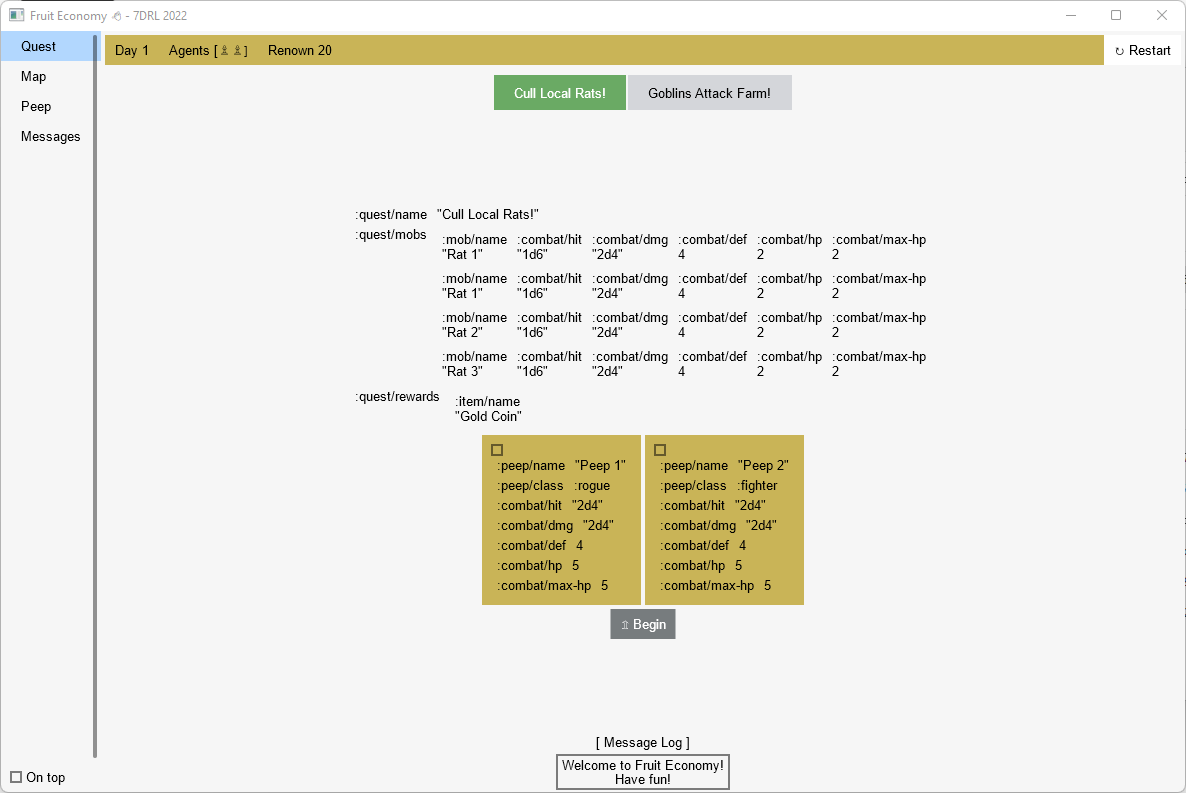 Fruit Economy - 7DRL 2022
Quest
Map
Peep
Messages
Day 1 Agents [ ] Renown 20
↻ Restart
Cull Local Rats! Goblins Attack Farm!
:quest/name "Cull Local Rats!"
:quest/mobs
:mob/name :combat/hit :combat/dmg :combat/def :combat/hp :combat/max-hp
"Rat 1" "1d6" "2d4" 4 2 2
:mob/name :combat/hit :combat/dmg :combat/def :combat/hp :combat/max-hp
"Rat 1" "1d6" "2d4" 4 2 2
:mob/name :combat/hit :combat/dmg :combat/def :combat/hp :combat/max-hp
"Rat 2" "1d6" "2d4" 4 2 2
:mob/name :combat/hit :combat/dmg :combat/def :combat/hp :combat/max-hp
"Rat 3" "1d6" "2d4" 4 2 2
:quest/rewards
:item/name
"Gold Coin"
:peep/name "Peep 1"
:peep/class :rogue
:combat/hit "2d4"
:combat/dmg "2d4"
:combat/def 4
:combat/hp 5
:combat/max-hp 5
:peep/name "Peep 2"
:peep/class :fighter
:combat/hit "2d4"
:combat/dmg "2d4"
:combat/def 4
:combat/hp 5
:combat/max-hp 5
Begin
[ Message Log ]
Welcome to Fruit Economy!
Have fun!
On top